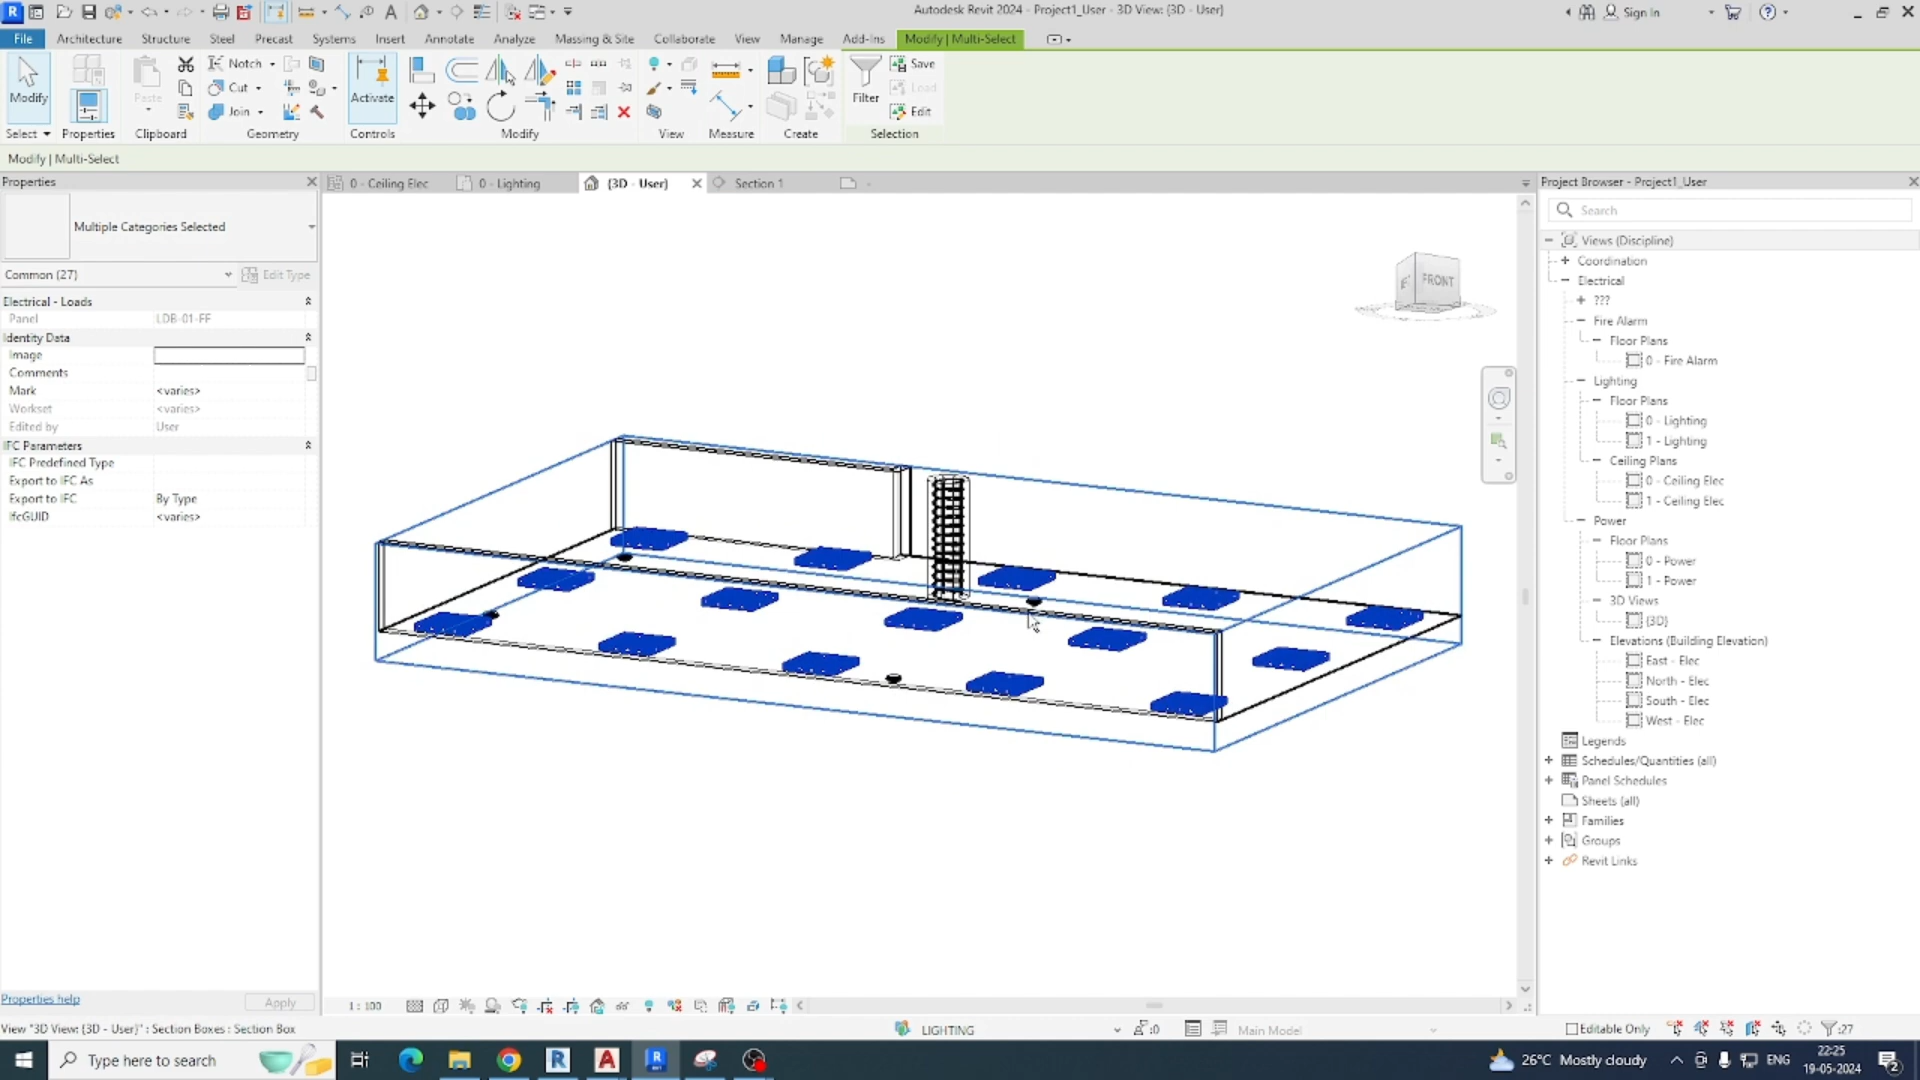 Autodesk Revit 2024 - Project1_User - 3D View: {3D - User}
Sign In
File Architecture Structure Steel Precast Systems Insert Annotate Analyze Massing & Site Collaborate View Manage Add-Ins Modify | Multi-Select
Modify
Properties
Paste
Notch
Cut
Join
Activate
Filter
Save
Load
Edit
Select Properties Clipboard Geometry Controls Modify View Measure Create Selection
Modify | Multi-Select
Properties
Multiple Categories Selected
Common (27)
Edit Type
Electrical - Loads
Panel LDB-01-FF
Identity Data
Image
Comments
Mark <varies>
Workset <varies>
Edited by User
IFC Parameters
IFC Predefined Type
Export to IFC As
Export to IFC By Type
IfcGUID <varies>
Properties help
Apply
0 - Ceiling Elec
0 - Lighting
{3D - User}
Section 1
FRONT
1 : 100
Project Browser - Project1_User
Search
Views (Discipline)
Coordination
Electrical
???
Fire Alarm
Floor Plans
0 - Fire Alarm
Lighting
Floor Plans
0 - Lighting
1 - Lighting
Ceiling Plans
0 - Ceiling Elec
1 - Ceiling Elec
Power
Floor Plans
0 - Power
1 - Power
3D Views
{3D}
Elevations (Building Elevation)
East - Elec
North - Elec
South - Elec
West - Elec
Legends
Schedules/Quantities (all)
Panel Schedules
Sheets (all)
Families
Groups
Revit Links
View "3D View: {3D - User}" : Section Boxes : Section Box
LIGHTING
:0
Main Model
Editable Only
:27
Type here to search
26°C Mostly cloudy
ENG
22:25
19-05-2024
2